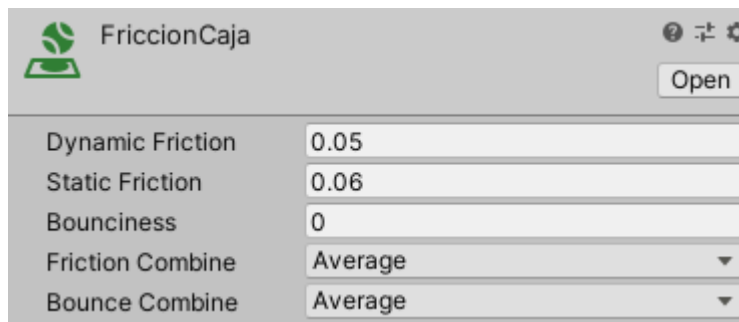 FriccionCaja
Open
Dynamic Friction 0.05
Static Friction 0.06
Bounciness 0
Friction Combine Average
Bounce Combine Average